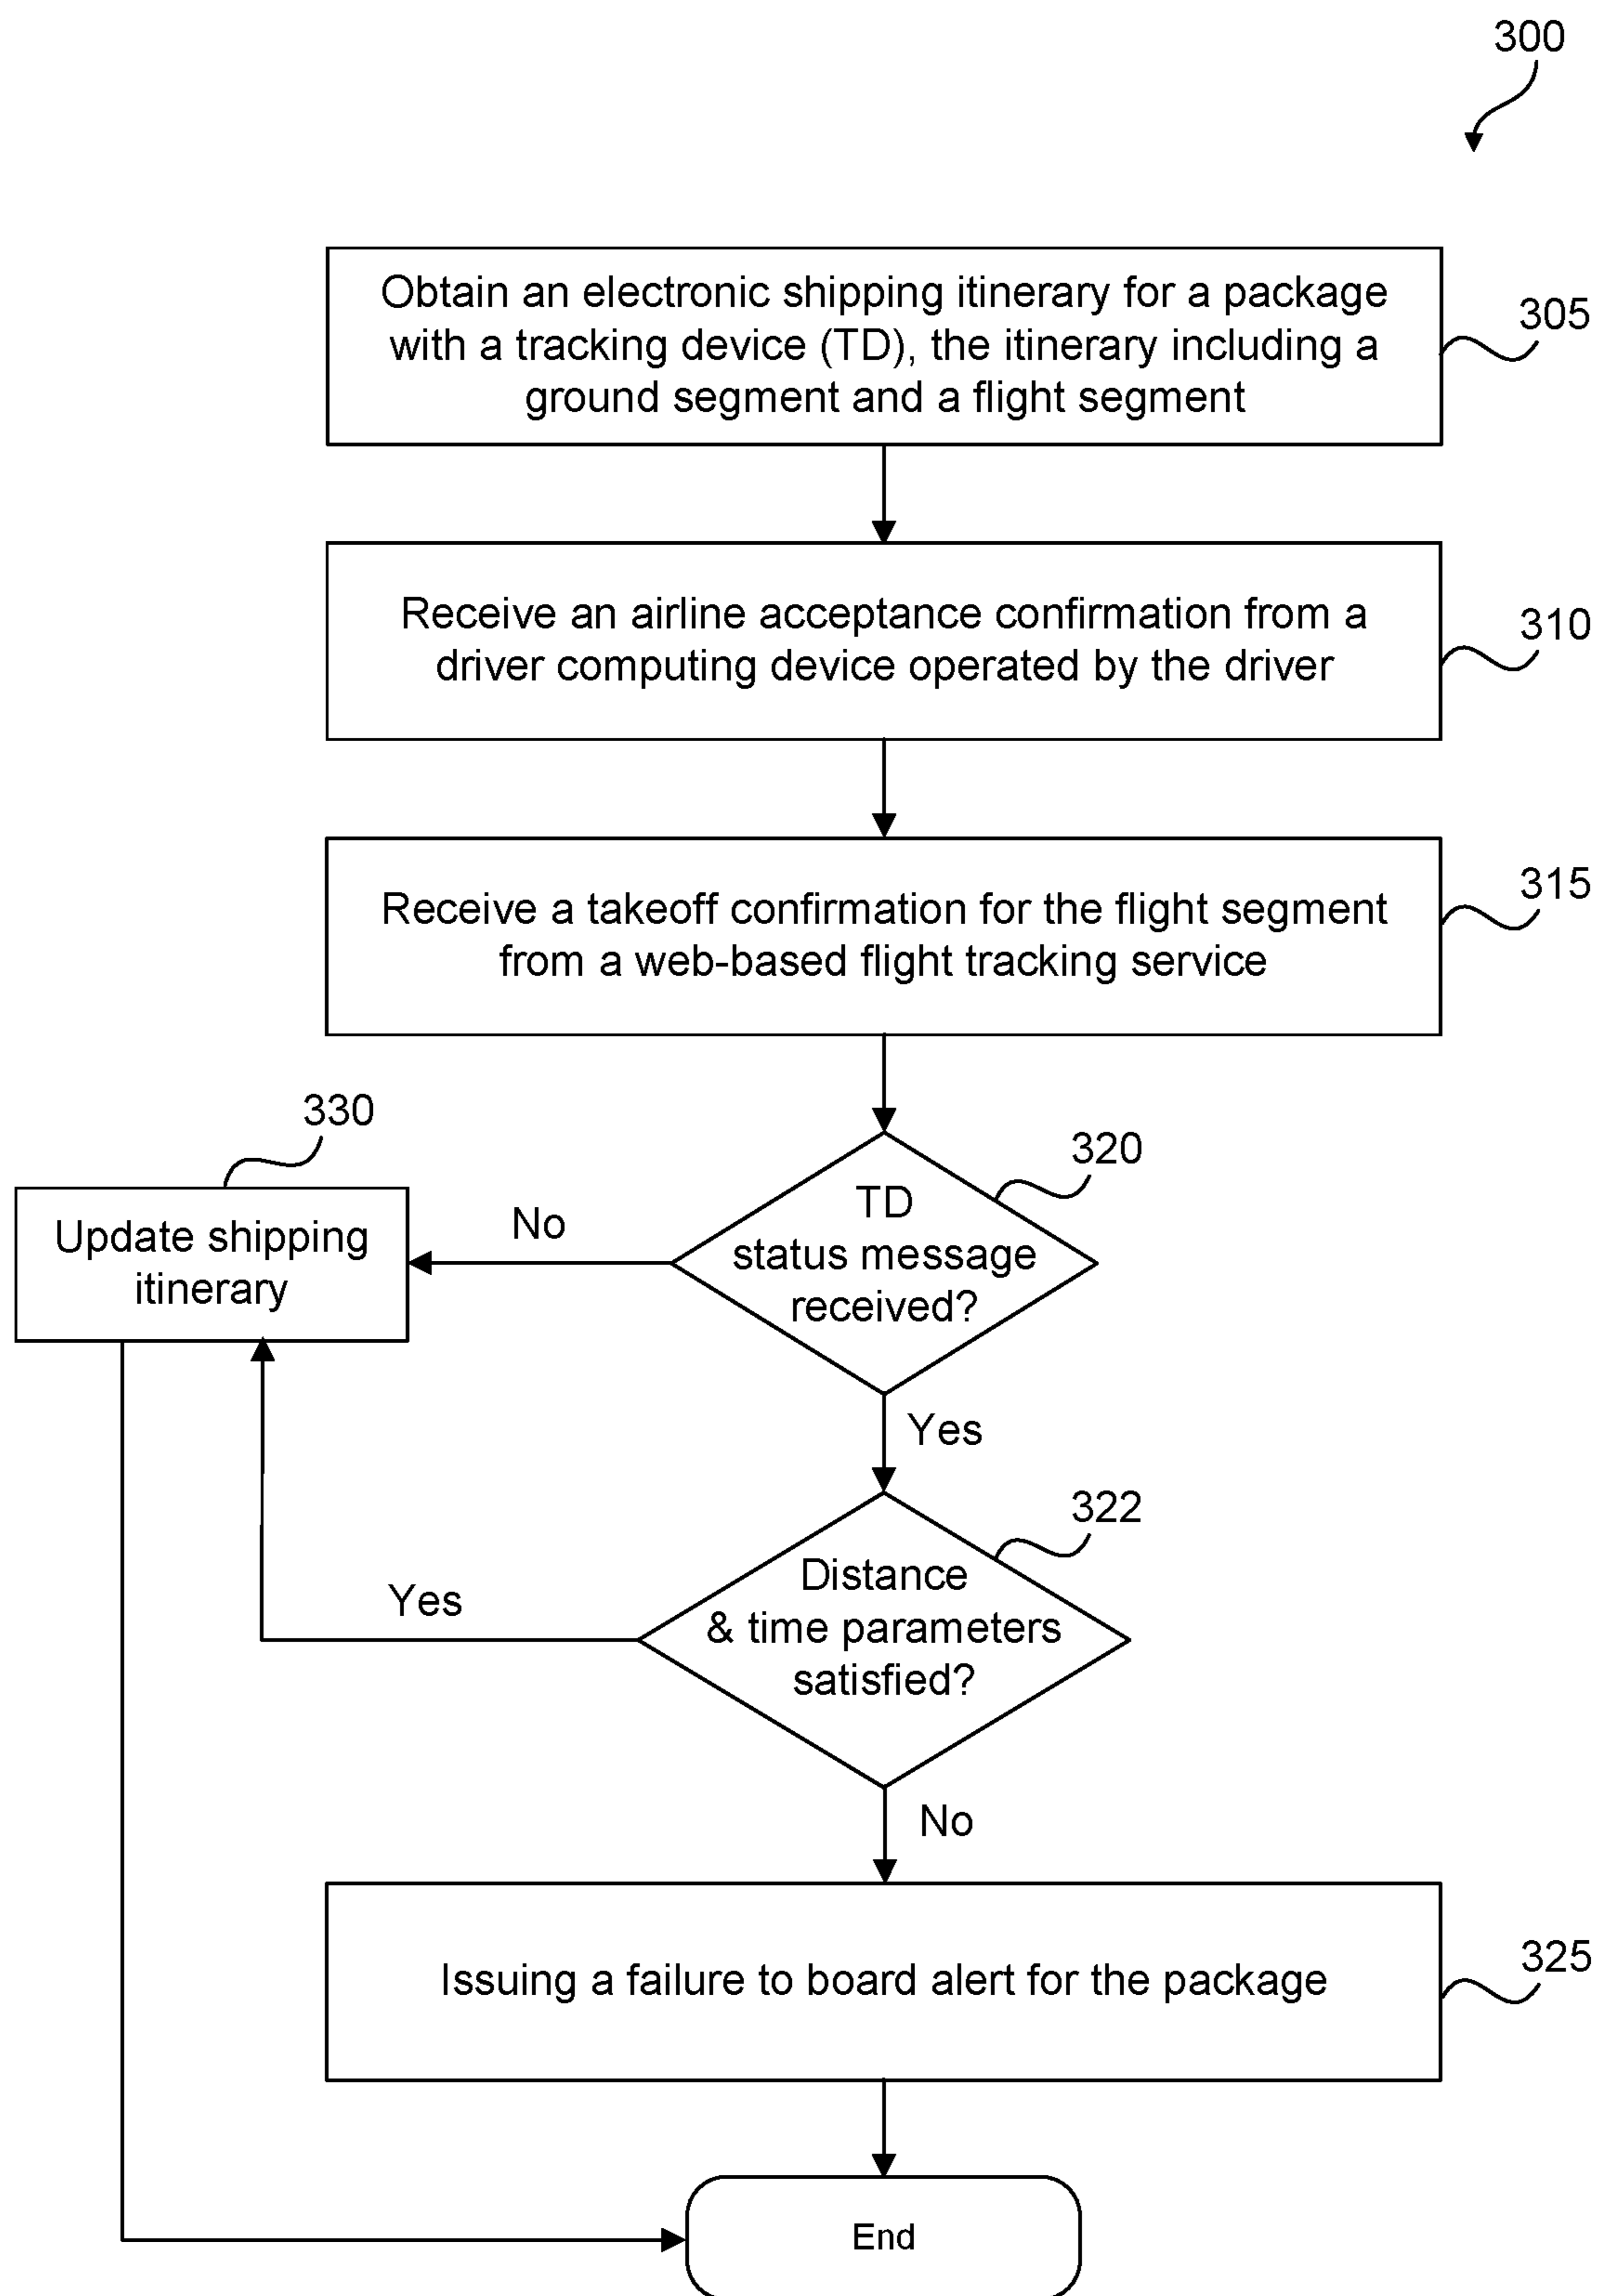 300
Obtain an electronic shipping itinerary for a package
with a tracking device (TD), the itinerary including a
ground segment and a flight segment
305
Receive an airline acceptance confirmation from a
driver computing device operated by the driver
310
Receive a takeoff confirmation for the flight segment
from a web-based flight tracking service
315
330
Update shipping
itinerary
No
320
TD
status message
received?
Yes
322
Distance
& time parameters
satisfied?
Yes
No
Issuing a failure to board alert for the package
325
End